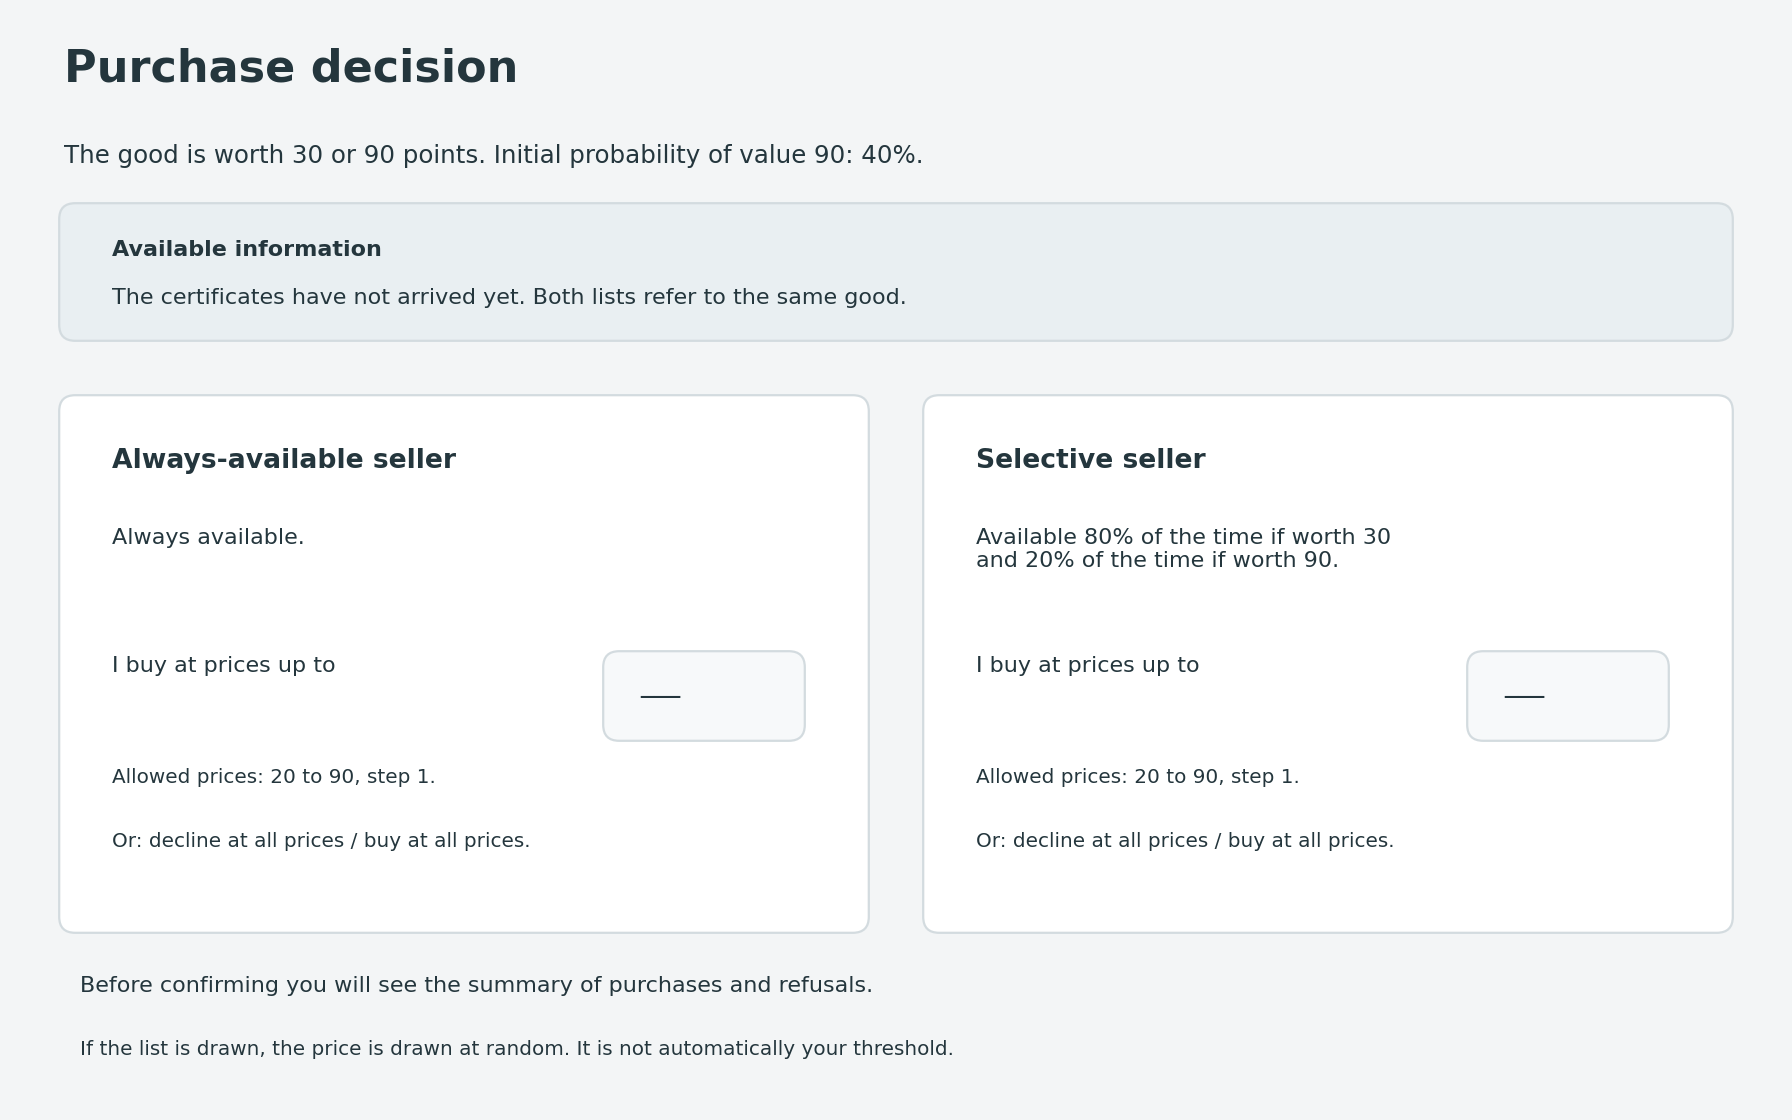 Purchase decision
The good is worth 30 or 90 points. Initial probability of value 90: 40%.
Available information
The certificates have not arrived yet. Both lists refer to the same good.
Always-available seller
Always available.
I buy at prices up to
Allowed prices: 20 to 90, step 1.
Or: decline at all prices / buy at all prices.
Selective seller
Available 80% of the time if worth 30
and 20% of the time if worth 90.
I buy at prices up to
Allowed prices: 20 to 90, step 1.
Or: decline at all prices / buy at all prices.
Before confirming you will see the summary of purchases and refusals.
If the list is drawn, the price is drawn at random. It is not automatically your threshold.